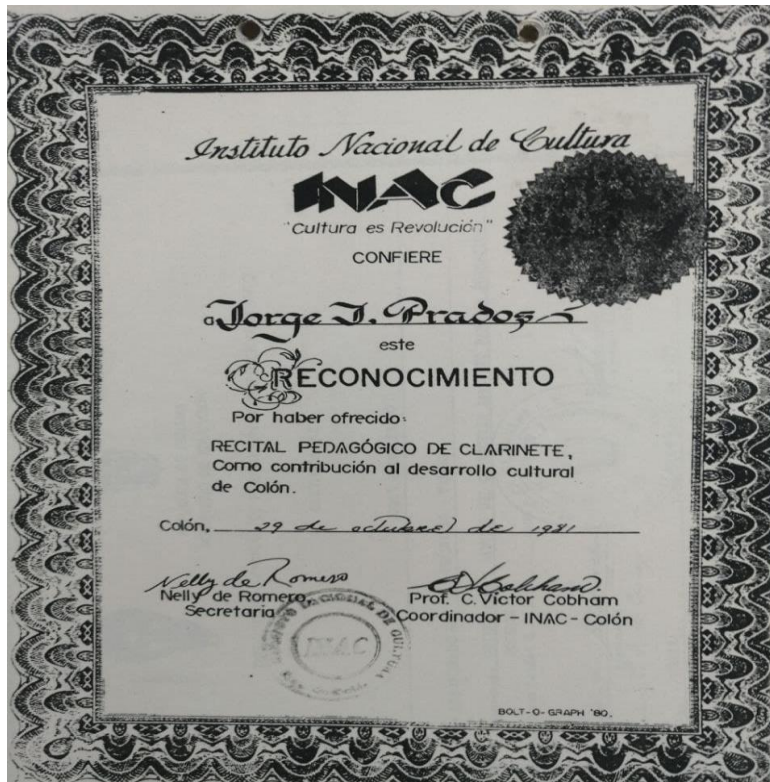 Instituto Nacional de Cultura
INAC
"Cultura es Revolución"
CONFIERE
a Jorge I. Prados
este
RECONOCIMIENTO
Por haber ofrecido:
RECITAL PEDAGÓGICO DE CLARINETE,
Como contribución al desarrollo cultural
de Colón.
Colón, 29 de octubre de 1981
Nelly de Romero
Nelly de Romero
Secretaria
Prof. C. Victor Cobham
Coordinador - INAC - Colón
INAC
BOLT-O-GRAPH '80.